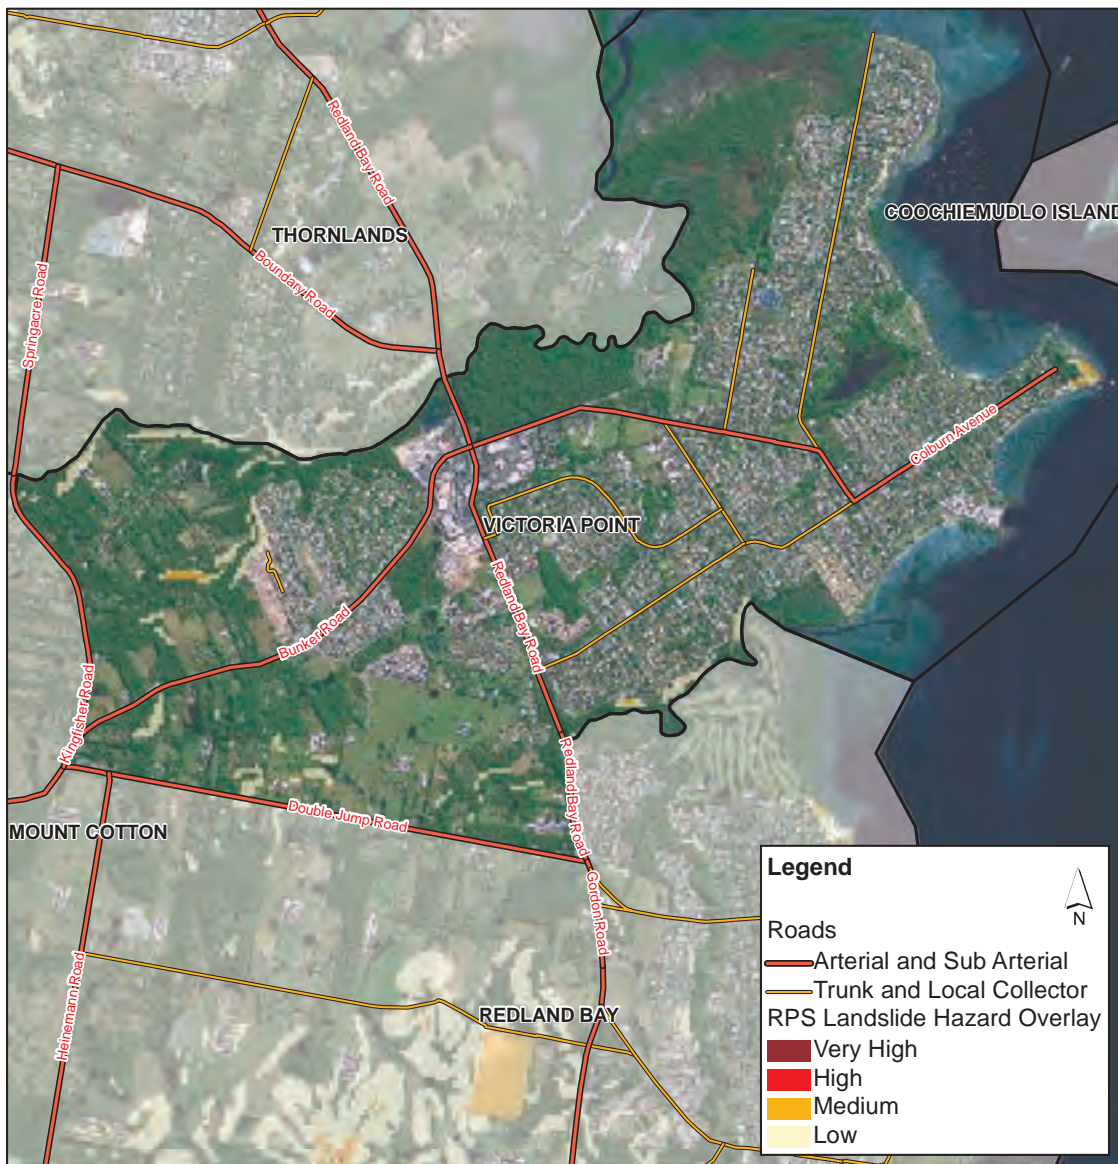 Redland Bay Road
COOCHIEMUDLO ISLAND
THORNLANDS
Boundary Road
Springacre Road
Colburn Avenue
VICTORIA POINT
Redland Bay Road
Bunker Road
Kingfisher Road
Redland Bay Road
Double Jump Road
MOUNT COTTON
Gordon Road
Heinemann Road
REDLAND BAY
Legend
N
Roads
Arterial and Sub Arterial
Trunk and Local Collector
RPS Landslide Hazard Overlay
Very High
High
Medium
Low